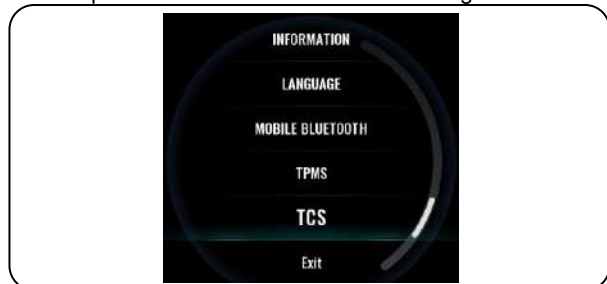 INFORMATION
LANGUAGE
MOBILE BLUETOOTH
TPMS
TCS
Exit